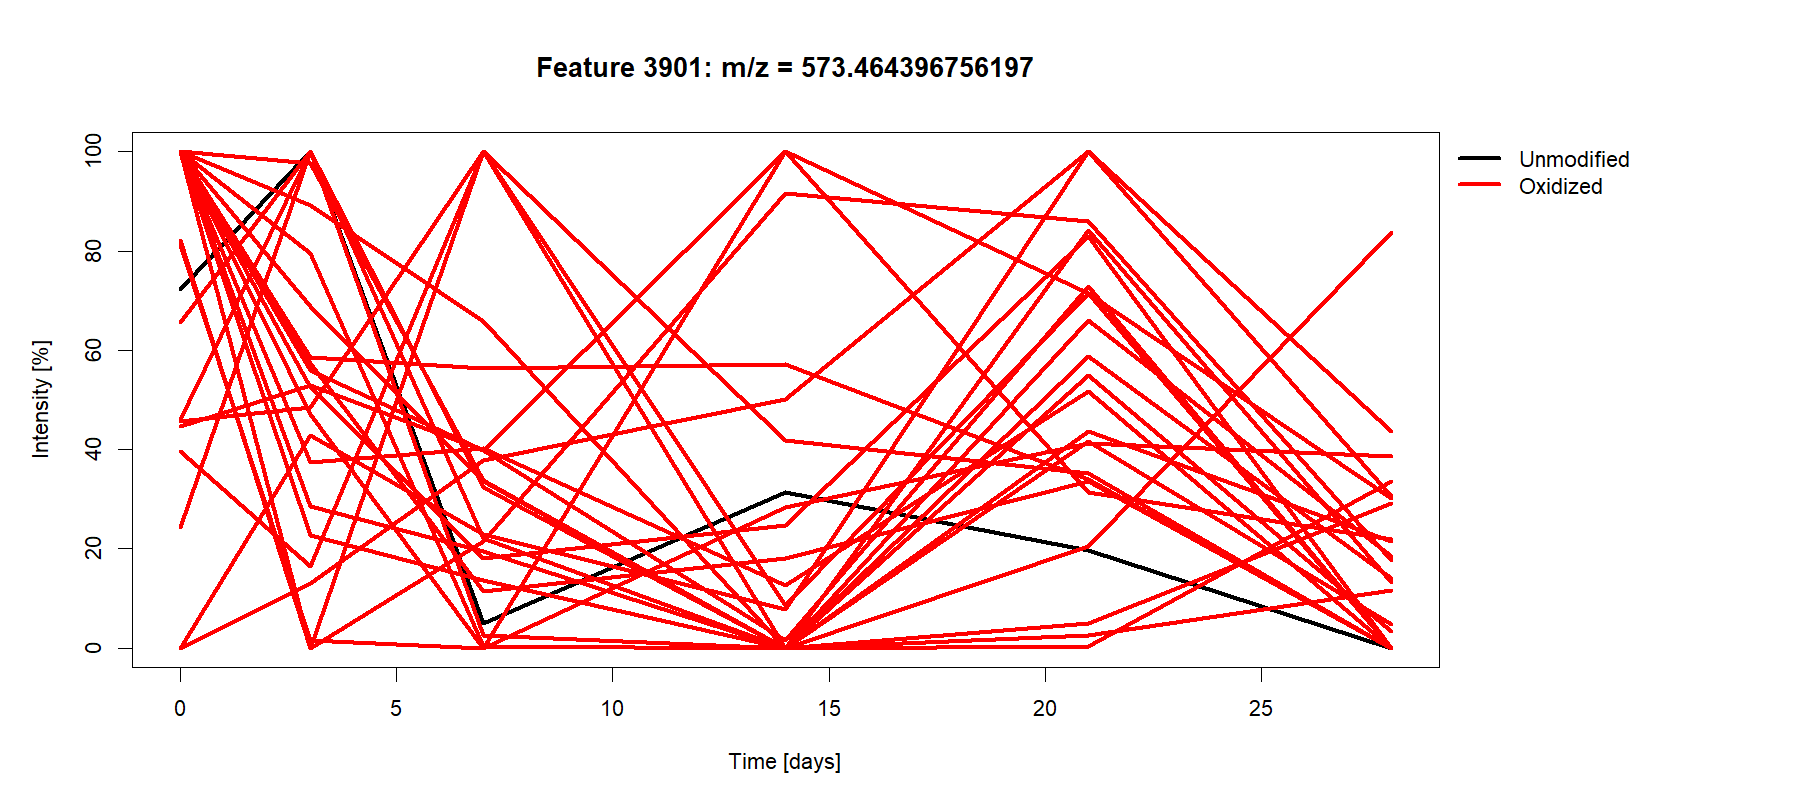 Feature 3901: m/z = 573.464396756197
Unmodified
Oxidized
100
80
60
40
20
0
Intensity [%]
0 5 10 15 20 25
Time [days]